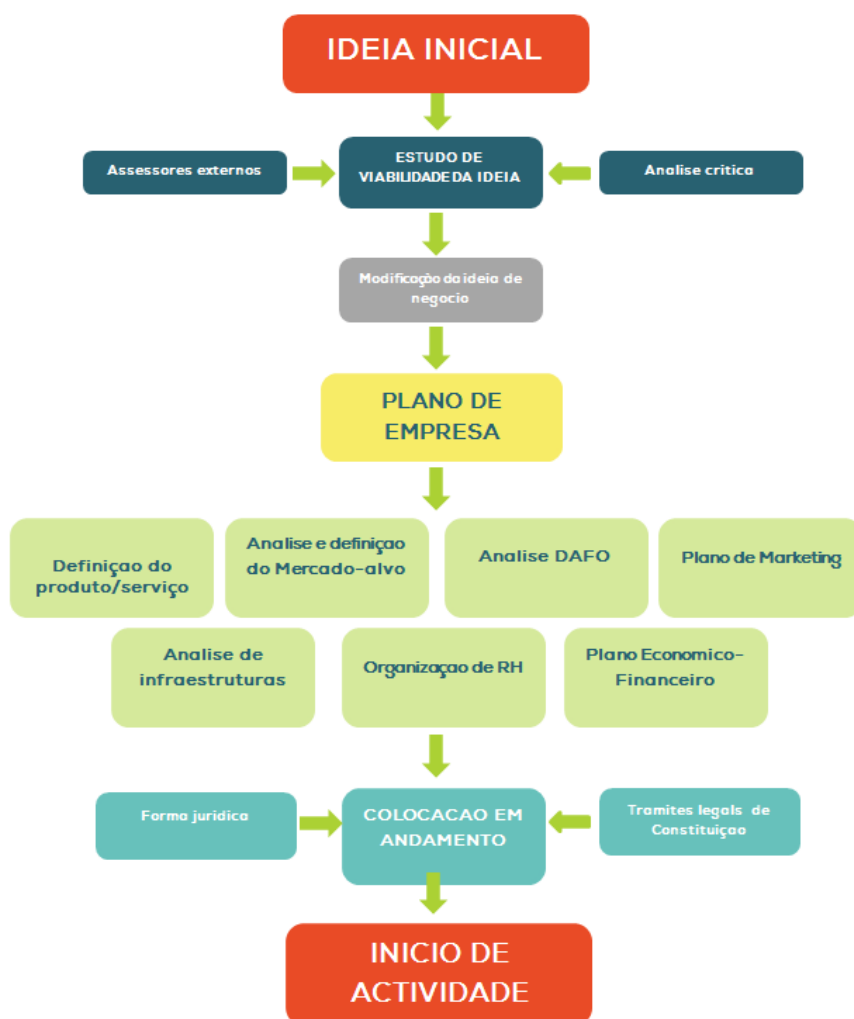 IDEIA INICIAL
Assessores externos
ESTUDO DE
VIABILIDADE DA IDEIA
Analise critica
Modificação da ideia de
negocio
PLANO DE
EMPRESA
Definiçao do
produto/serviço
Analise e definiçao
do Mercado-alvo
Analise DAFO
Plano de Marketing
Analise de
infraestruturas
Organizaçao de RH
Plano Economico-
Financeiro
Forma juridica
COLOCACAO EM
ANDAMENTO
Tramites legals de
Constituiçao
INICIO DE
ACTIVIDADE